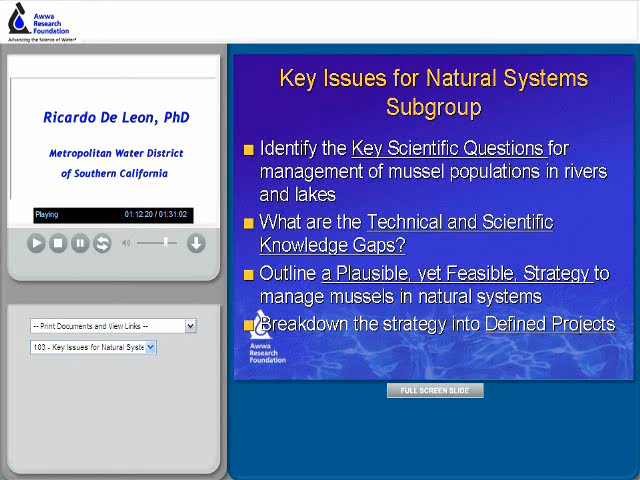 Awwa
Research
Foundation
Advancing the Science of Water®
Ricardo De Leon, PhD
Metropolitan Water District
of Southern California
Playing 01:12:20 / 01:31:02
-- Print Documents and View Links --
103 - Key Issues for Natural Syste
Key Issues for Natural Systems
Subgroup
Identify the Key Scientific Questions for
management of mussel populations in rivers
and lakes
What are the Technical and Scientific
Knowledge Gaps?
Outline a Plausible, yet Feasible, Strategy to
manage mussels in natural systems
Breakdown the strategy into Defined Projects
Awwa
Research
Foundation
FULL SCREEN SLIDE